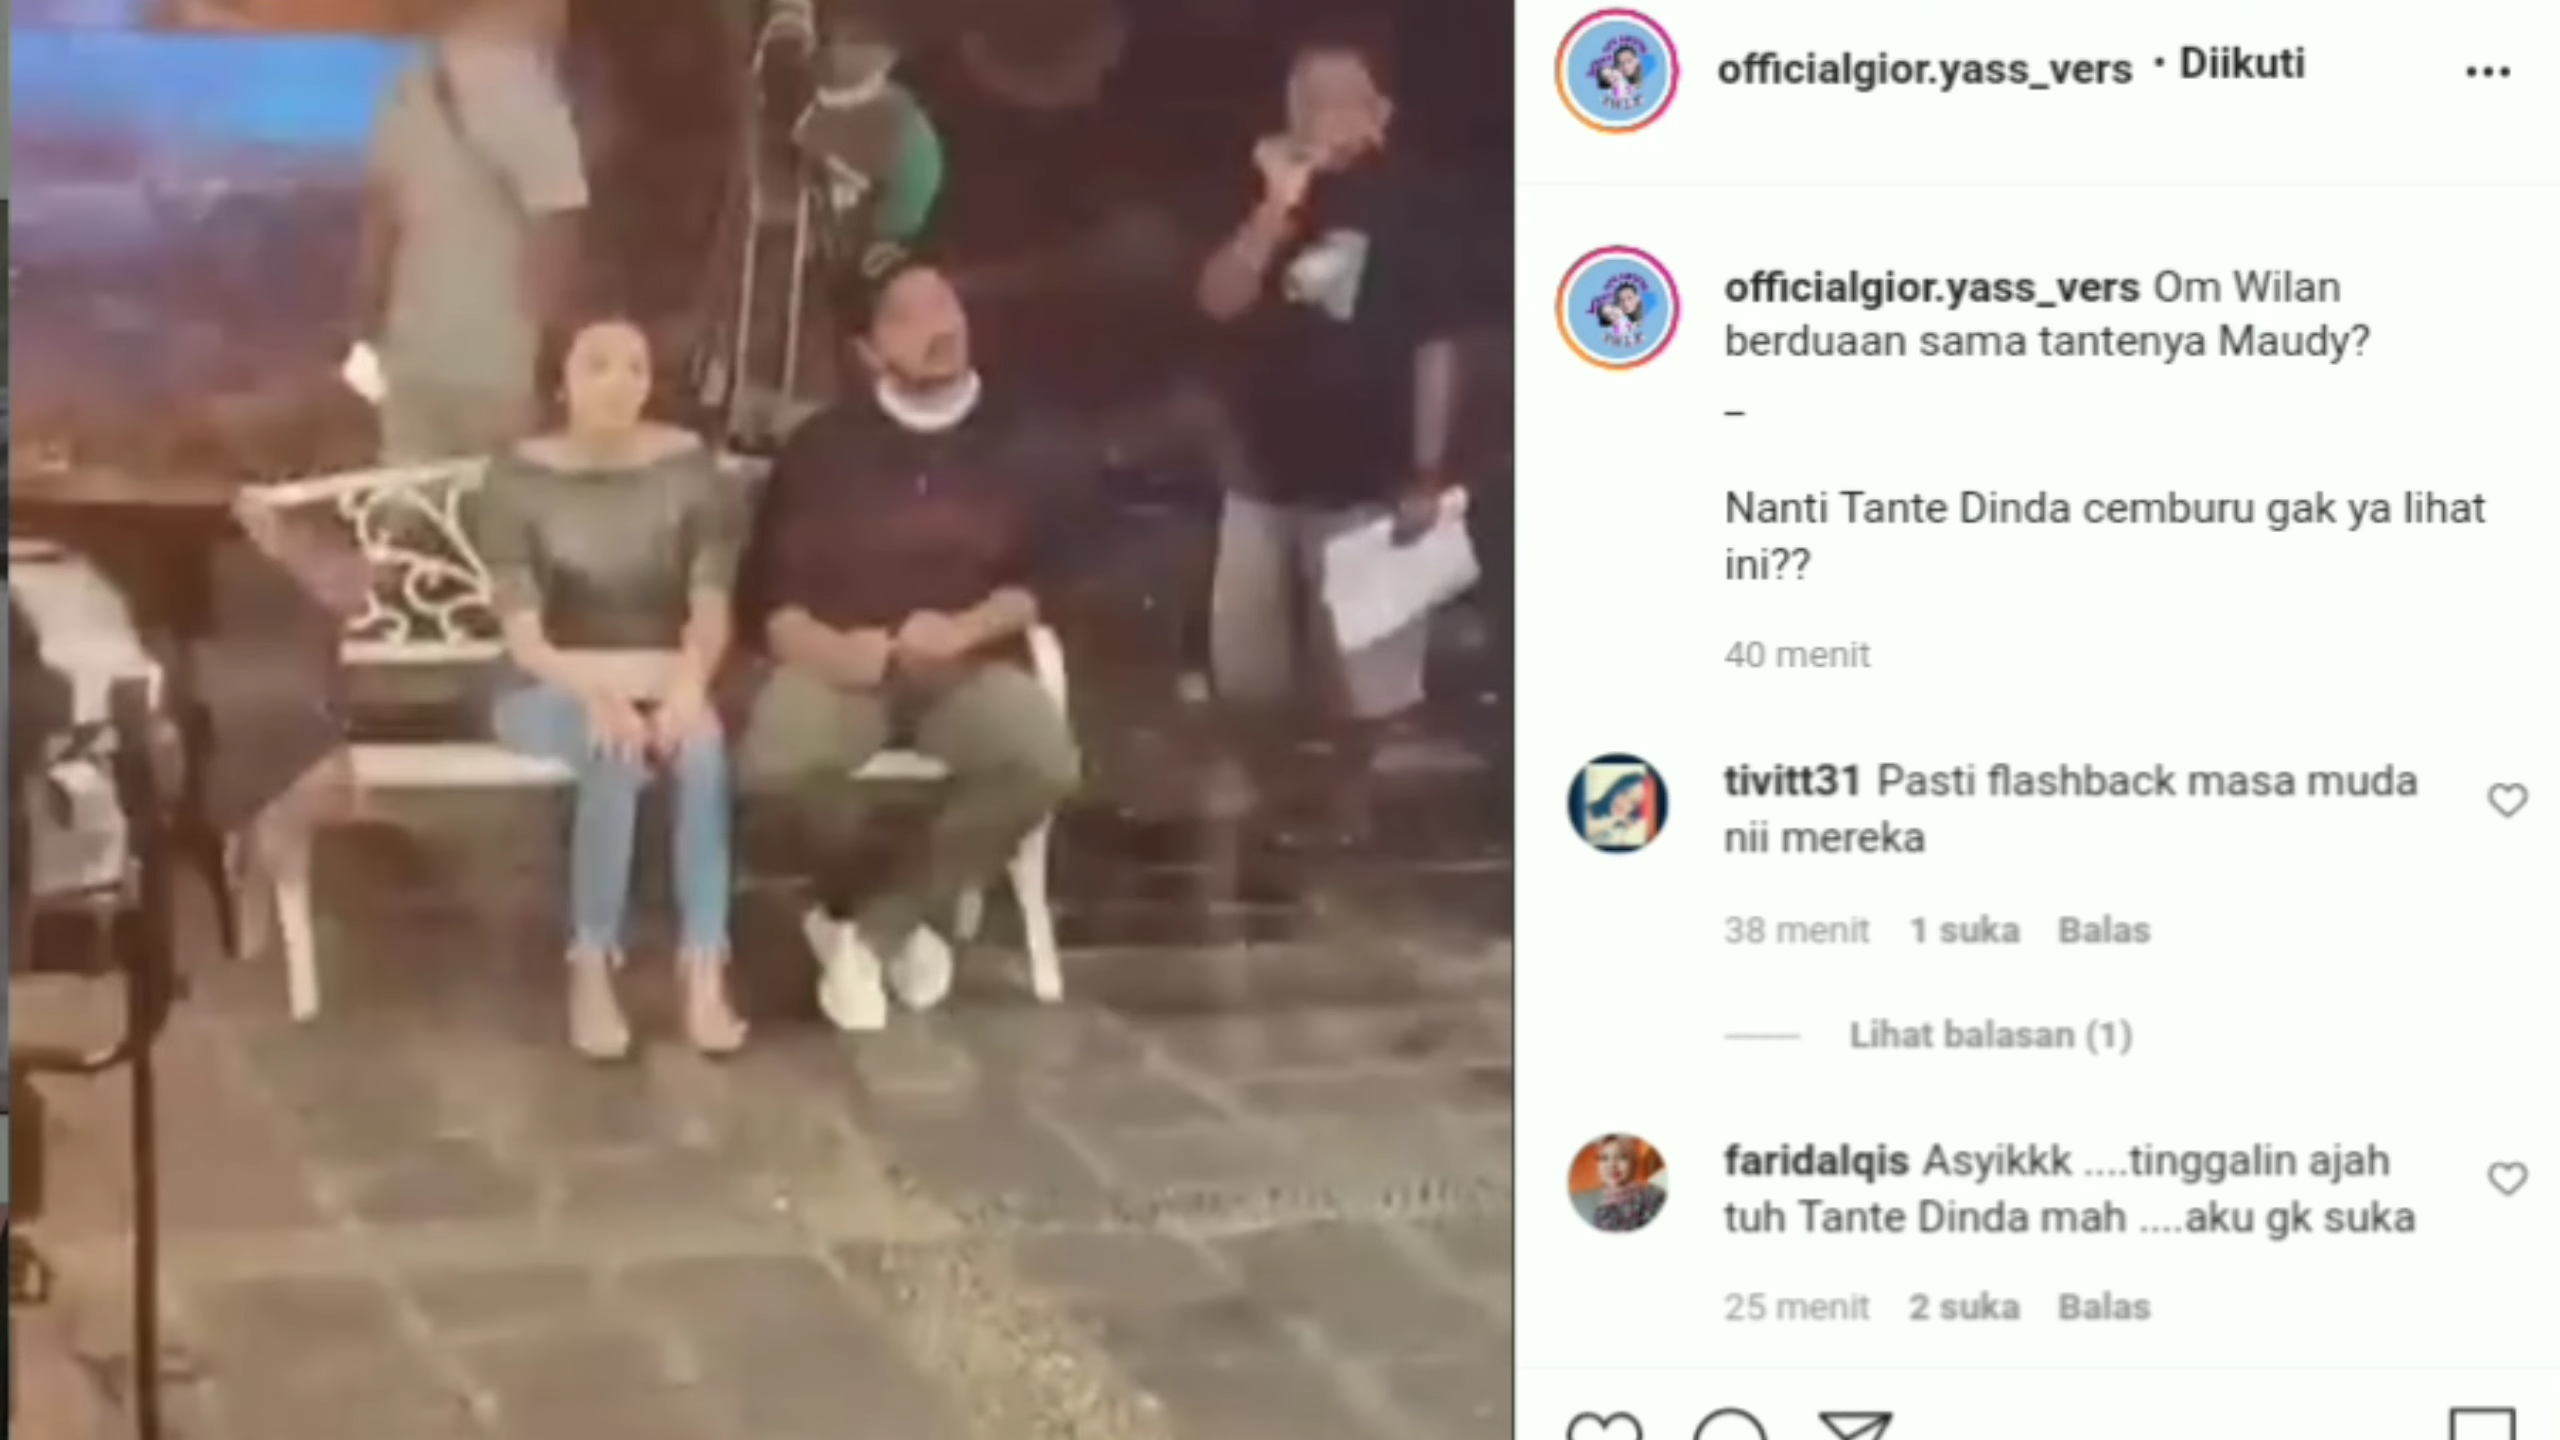 officialgior.yass_vers • Diikuti
officialgior.yass_vers Om Wilan
berduaan sama tantenya Maudy?
–
Nanti Tante Dinda cemburu gak ya lihat
ini??
40 menit
tivitt31 Pasti flashback masa muda
nii mereka
38 menit 1 suka Balas
Lihat balasan (1)
faridalqis Asyikkk ....tinggalin ajah
tuh Tante Dinda mah ....aku gk suka
25 menit 2 suka Balas